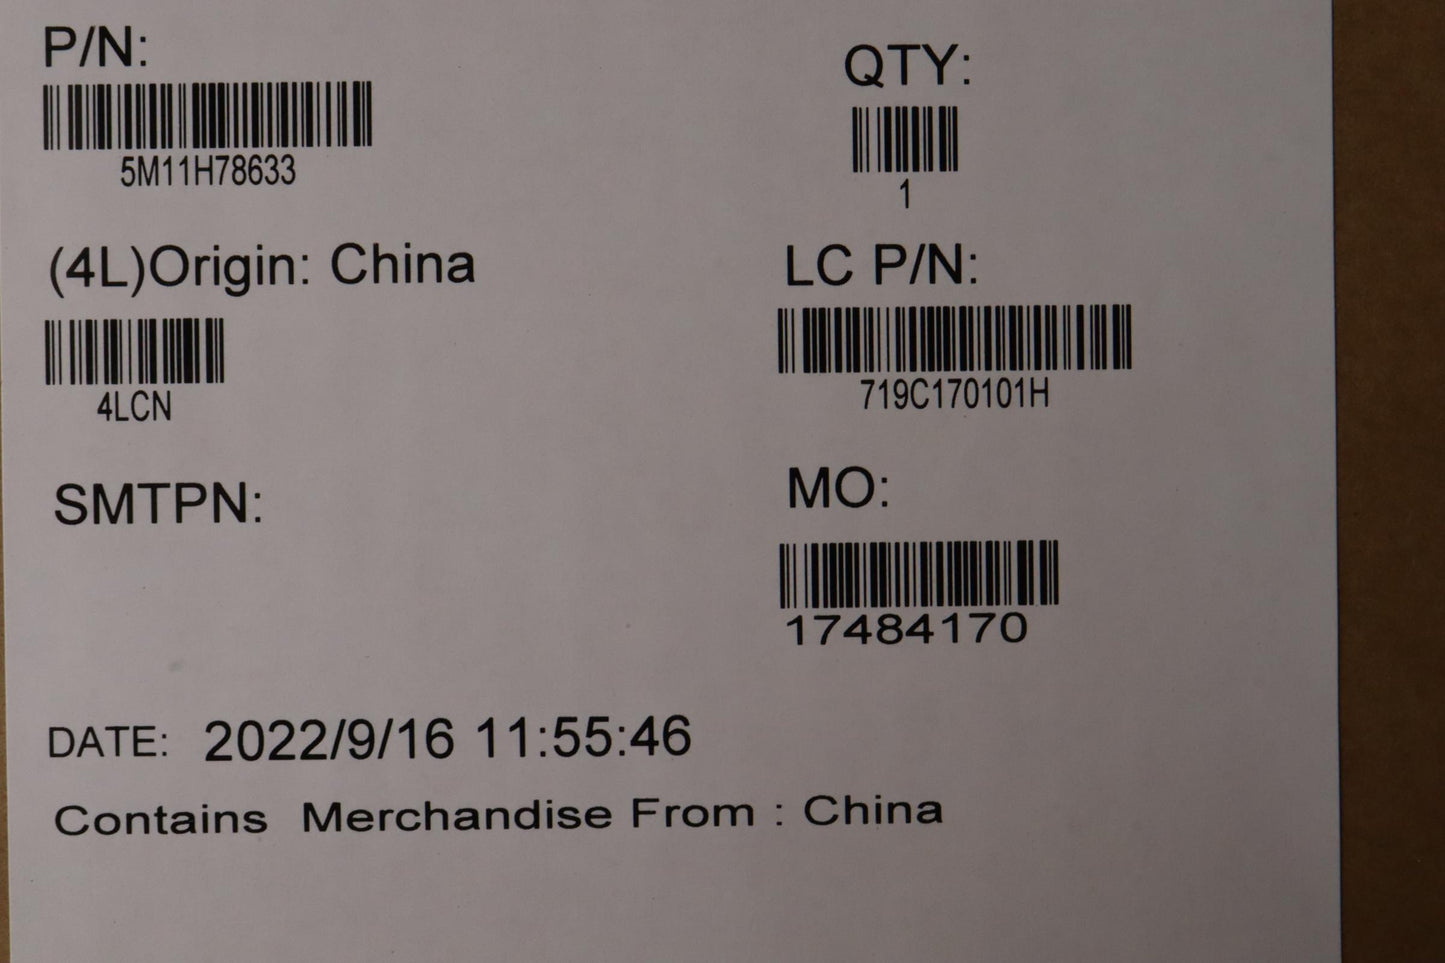 P/N:
5M11H78633
QTY:
1
(4L)Origin: China
4LCN
LC P/N:
719C170101H
SMTPN:
MO:
17484170
DATE: 2022/9/16 11:55:46
Contains Merchandise From : China